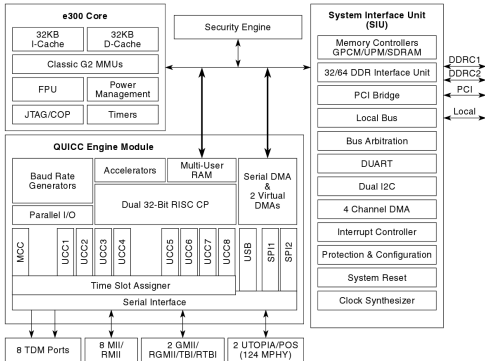 e300 Core
32KB
I-Cache
32KB
D-Cache
Classic G2 MMUs
FPU
Power
Management
JTAG/COP
Timers
Security Engine
System Interface Unit
(SIU)
Memory Controllers
GPCM/UPM/SDRAM
32/64 DDR Interface Unit
PCI Bridge
Local Bus
Bus Arbitration
DUART
Dual I2C
4 Channel DMA
Interrupt Controller
Protection & Configuration
System Reset
Clock Synthesizer
DDRC1
DDRC2
PCI
Local
QUICC Engine Module
Baud Rate
Generators
Parallel I/O
Accelerators
Multi-User
RAM
Dual 32-Bit RISC CP
Serial DMA
&
2 Virtual
DMAs
MCC
UCC1
UCC2
UCC3
UCC4
UCC5
UCC6
UCC7
UCC8
USB
SPI1
SPI2
Time Slot Assigner
Serial Interface
8 TDM Ports
8 MII/
RMII
2 GMII/
RGMII/TBI/RTBI
2 UTOPIA/POS
(124 MPHY)